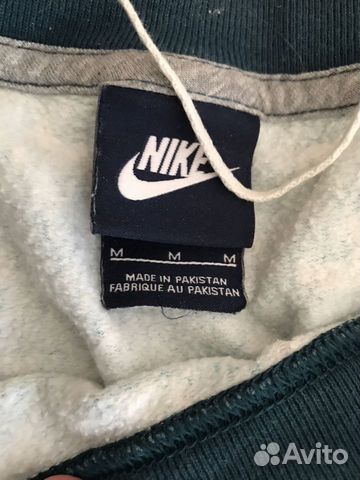 NIKE
M M M
MADE IN PAKISTAN
FABRIQUE AU PAKISTAN
Avito